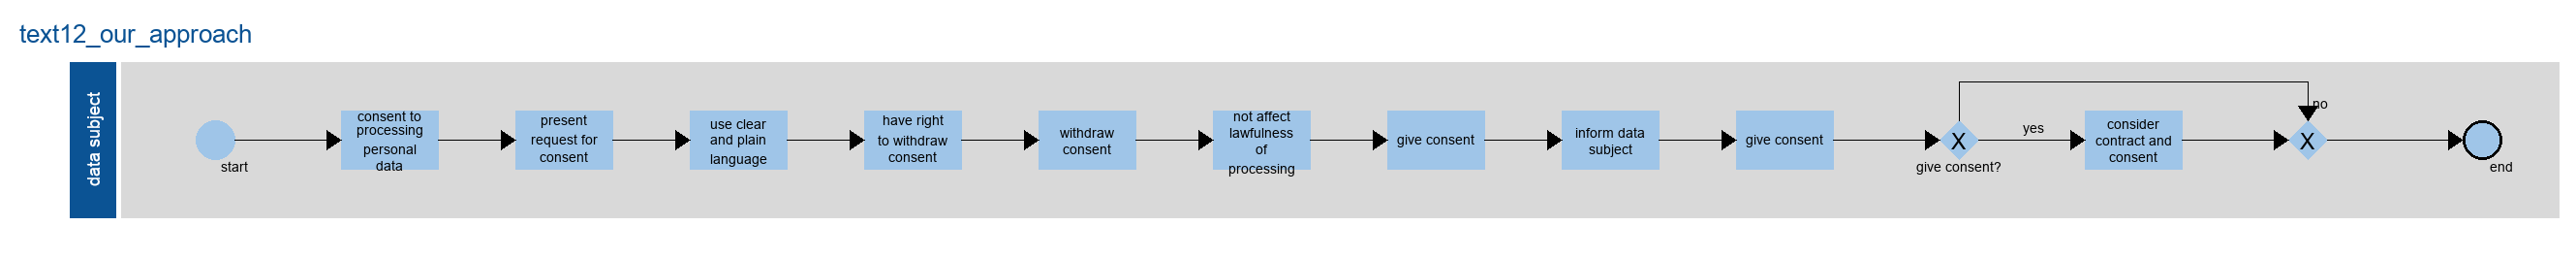 text12_our_approach
data subject
start
consent to
processing
personal
data
present
request for
consent
use clear
and plain
language
have right
to withdraw
consent
withdraw
consent
not affect
lawfulness
of
processing
give consent
inform data
subject
give consent
X
give consent?
yes
consider
contract and
consent
no
X
end